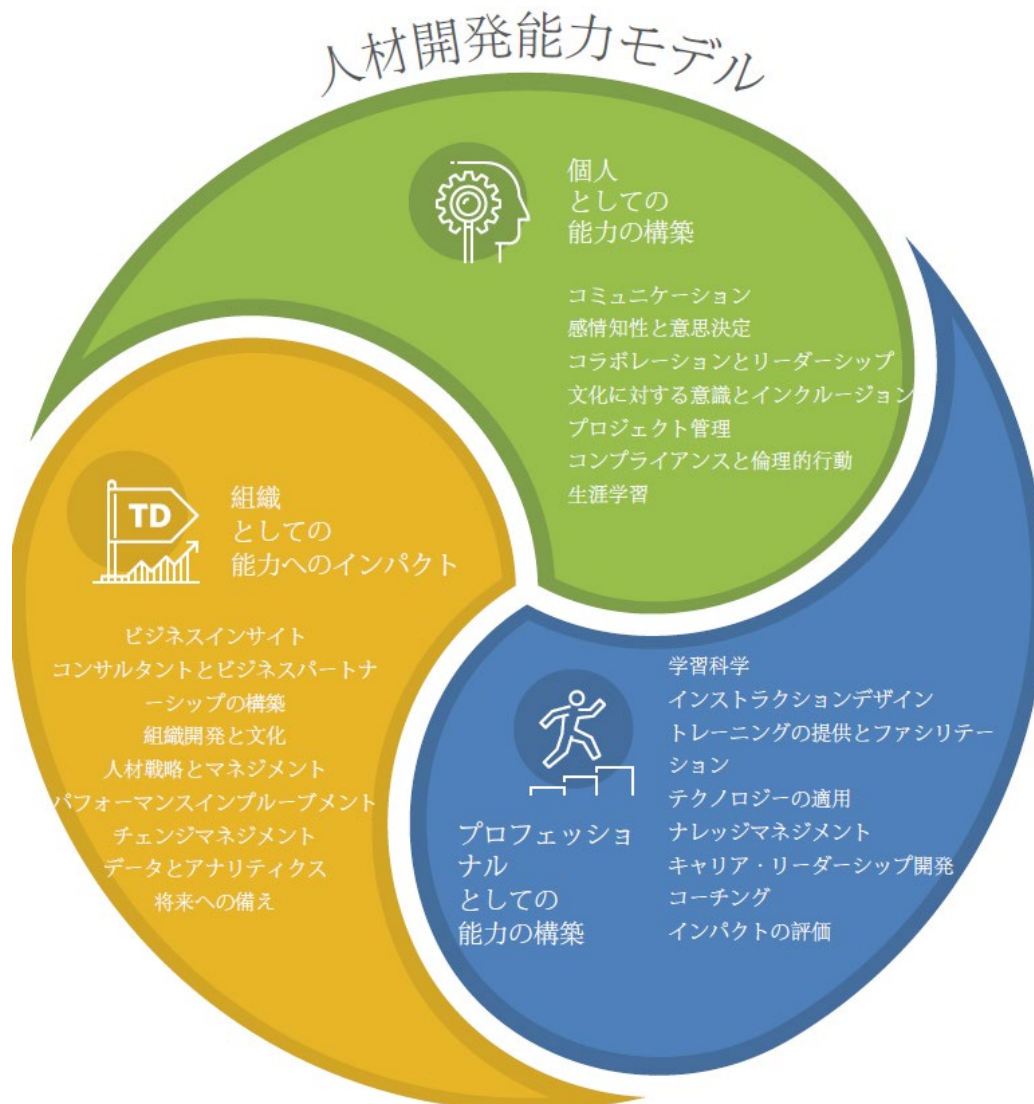 人材開発能力モデル
個人
としての
能力の構築
コミュニケーション
感情知性と意思決定
コラボレーションとリーダーシップ
文化に対する意識とインクルージョン
プロジェクト管理
コンプライアンスと倫理的行動
生涯学習
TD
組織
としての
能力へのインパクト
ビジネスインサイト
コンサルタントとビジネスパートナ
ーシップの構築
組織開発と文化
人材戦略とマネジメント
パフォーマンスインプルーブメント
チェンジマネジメント
データとアナリティクス
将来への備え
プロフェッショ
ナル
としての
能力の構築
学習科学
インストラクションデザイン
トレーニングの提供とファシリテー
ション
テクノロジーの適用
ナレッジマネジメント
キャリア・リーダーシップ開発
コーチング
インパクトの評価